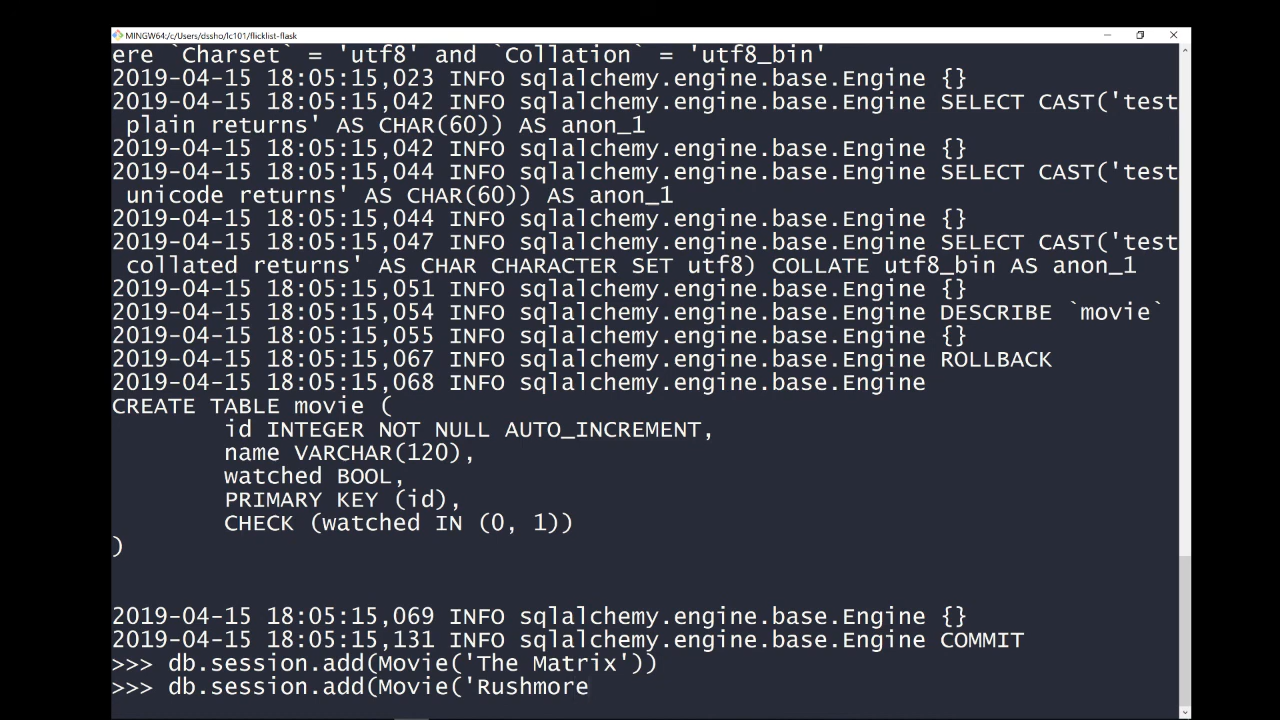 MINGW64:/c/Users/dssho/lc101/flicklist-flask
ere `Charset` = 'utf8' and `Collation` = 'utf8_bin'
2019-04-15 18:05:15,023 INFO sqlalchemy.engine.base.Engine {}
2019-04-15 18:05:15,042 INFO sqlalchemy.engine.base.Engine SELECT CAST('test
 plain returns' AS CHAR(60)) AS anon_1
2019-04-15 18:05:15,042 INFO sqlalchemy.engine.base.Engine {}
2019-04-15 18:05:15,044 INFO sqlalchemy.engine.base.Engine SELECT CAST('test
 unicode returns' AS CHAR(60)) AS anon_1
2019-04-15 18:05:15,044 INFO sqlalchemy.engine.base.Engine {}
2019-04-15 18:05:15,047 INFO sqlalchemy.engine.base.Engine SELECT CAST('test
 collated returns' AS CHAR CHARACTER SET utf8) COLLATE utf8_bin AS anon_1
2019-04-15 18:05:15,051 INFO sqlalchemy.engine.base.Engine {}
2019-04-15 18:05:15,054 INFO sqlalchemy.engine.base.Engine DESCRIBE `movie`
2019-04-15 18:05:15,055 INFO sqlalchemy.engine.base.Engine {}
2019-04-15 18:05:15,067 INFO sqlalchemy.engine.base.Engine ROLLBACK
2019-04-15 18:05:15,068 INFO sqlalchemy.engine.base.Engine
CREATE TABLE movie (
        id INTEGER NOT NULL AUTO_INCREMENT,
        name VARCHAR(120),
        watched BOOL,
        PRIMARY KEY (id),
        CHECK (watched IN (0, 1))
)
2019-04-15 18:05:15,069 INFO sqlalchemy.engine.base.Engine {}
2019-04-15 18:05:15,131 INFO sqlalchemy.engine.base.Engine COMMIT
>>> db.session.add(Movie('The Matrix'))
>>> db.session.add(Movie('Rushmore